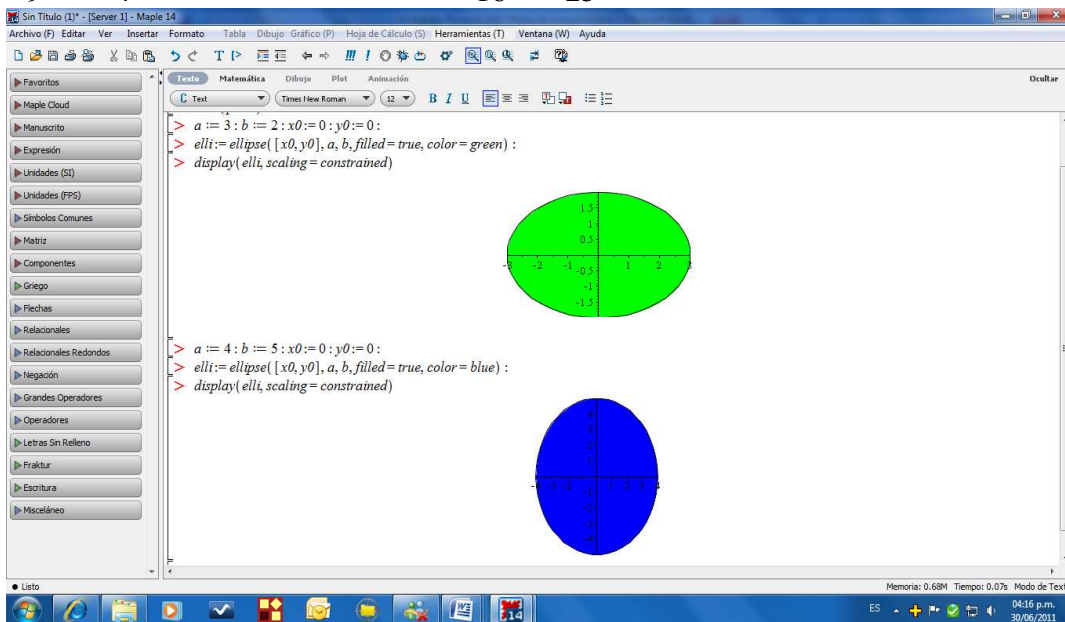 Sin Título (1)* - [Server 1] - Maple 14
Archivo (F) Editar Ver Insertar Formato Tabla Dibujo Gráfico (P) Hoja de Cálculo (S) Herramientas (T) Ventana (W) Ayuda
Texto Matemática Dibujo Plot Animación Ocultar
C Text Times New Roman 12 B I U
Favoritos
Maple Cloud
Manuscrito
Expresión
Unidades (SI)
Unidades (FPS)
Símbolos Comunes
Matriz
Componentes
Griego
Flechas
Relacionales
Relacionales Redondos
Negación
Grandes Operadores
Operadores
Letras Sin Relleno
Fraktur
Escritura
Misceláneo
> a := 3 : b := 2 : x0 := 0 : y0 := 0 :
> elli := ellipse( [x0, y0], a, b, filled = true, color = green) :
> display( elli, scaling = constrained)
1.5
1
0.5
-3 -2 -1 1 2 3
-0.5
-1
-1.5
> a := 4 : b := 5 : x0 := 0 : y0 := 0 :
> elli := ellipse( [x0, y0], a, b, filled = true, color = blue) :
> display( elli, scaling = constrained)
Listo
Memoria: 0.68M Tiempo: 0.07s Modo de Text
ES 04:16 p.m.
30/06/2011